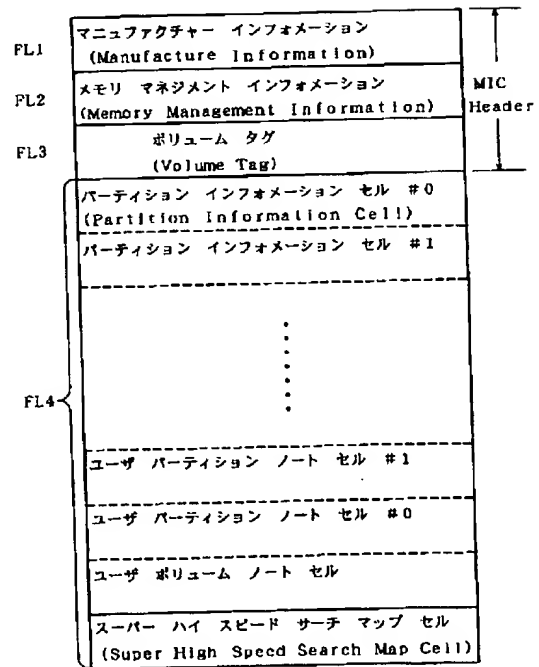 FL1
マニュファクチャー インフォメーション
(Manufacture Information)
FL2
メモリ マネジメント インフォメーション
(Memory Management Information)
MIC
Header
FL3
ボリューム タグ
(Volume Tag)
パーティション インフォメーション セル #0
(Partition Information Cell)
パーティション インフォメーション セル #1
FL4
ユーザ パーティション ノート セル #1
ユーザ パーティション ノート セル #0
ユーザ ボリューム ノート セル
スーパー ハイ スピード サーチ マップ セル
(Super High Speed Search Map Cell)